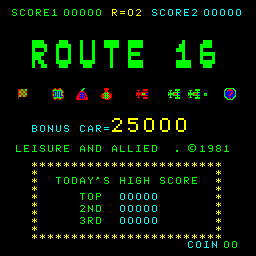 SCORE1 00000 R=02 SCORE2 00000
ROUTE 16
BONUS CAR=25000
LEISURE AND ALLIED . ©1981
TODAY'S HIGH SCORE
TOP 00000
2ND 00000
3RD 00000
COIN 00